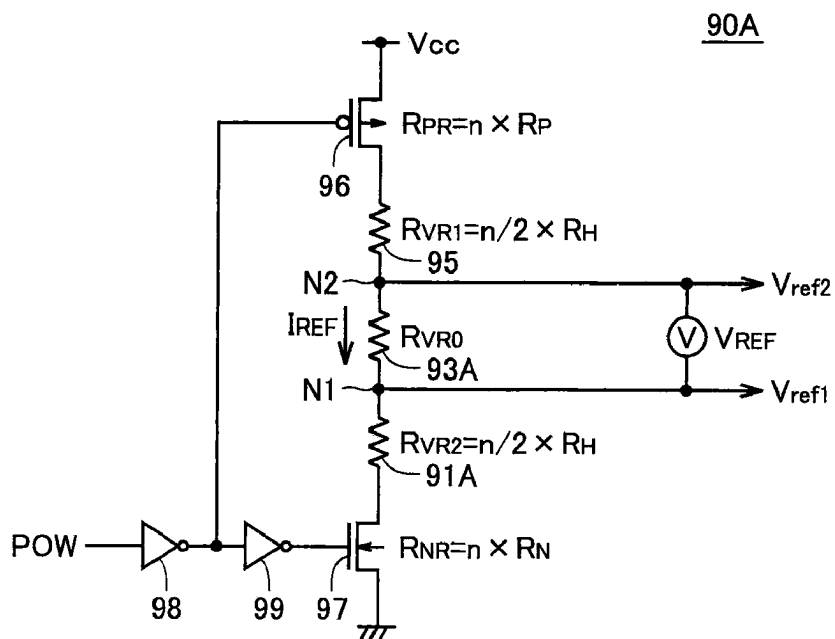 90A
Vcc
RPR=n × RP
96
RVR1=n/2 × RH
95
N2
Vref2
IREF
RVR0
V
VREF
93A
N1
Vref1
RVR2=n/2 × RH
91A
POW
RNR=n × RN
98
99
97